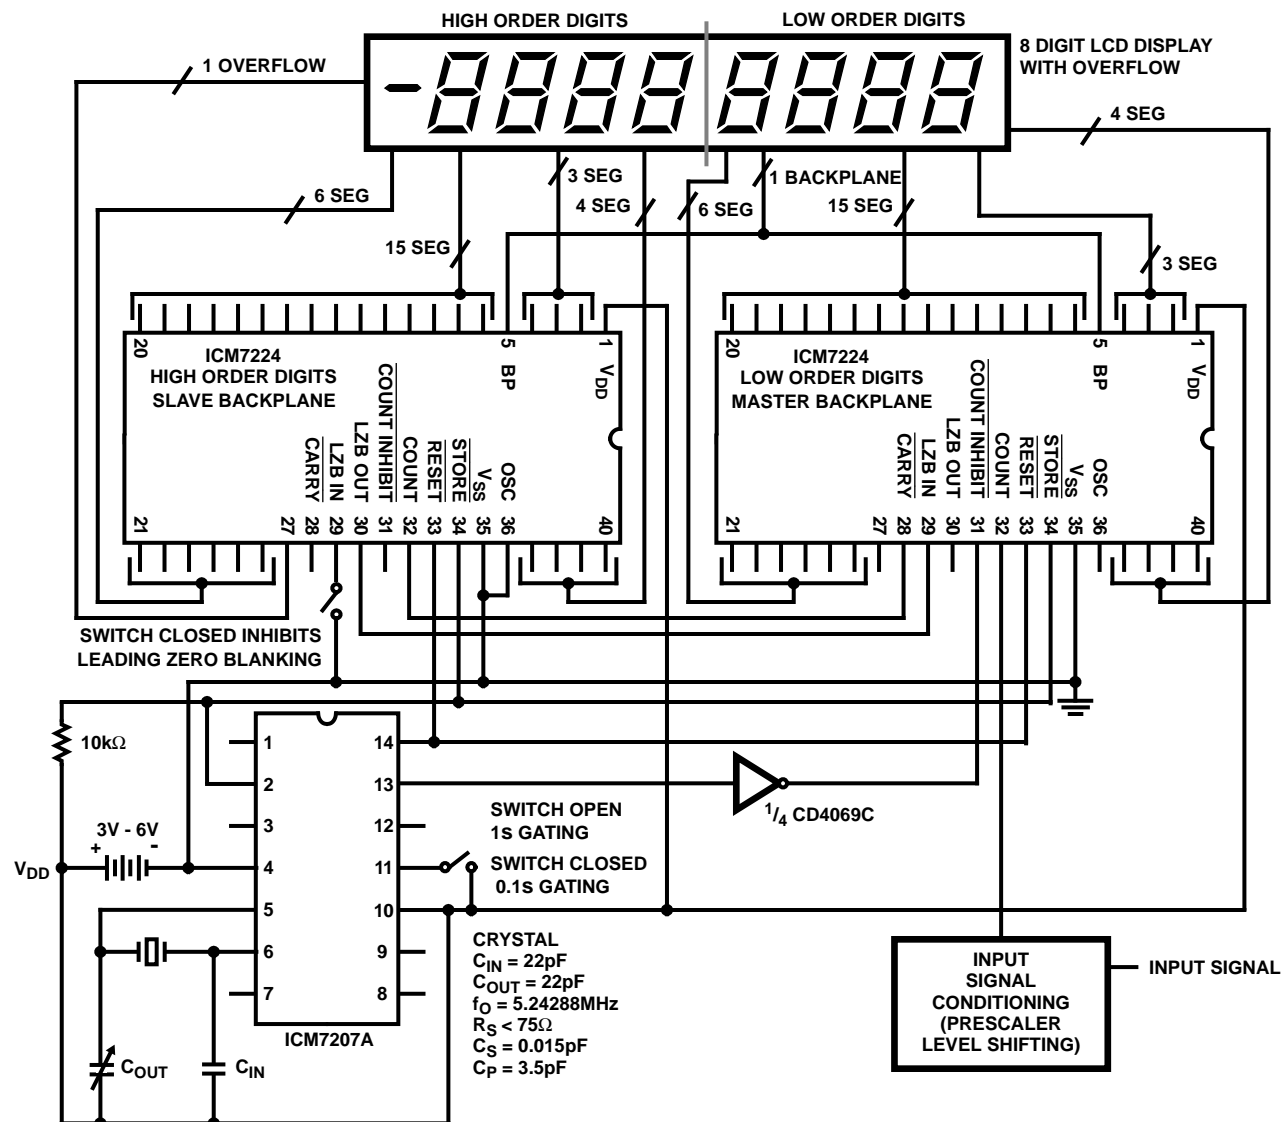 HIGH ORDER DIGITS
LOW ORDER DIGITS
1 OVERFLOW
8 DIGIT LCD DISPLAY
WITH OVERFLOW
4 SEG
6 SEG
3 SEG
4 SEG
1 BACKPLANE
6 SEG
15 SEG
15 SEG
3 SEG
20
5
1
ICM7224
HIGH ORDER DIGITS
SLAVE BACKPLANE
BP
VDD
CARRY
LZB IN
LZB OUT
COUNT INHIBIT
COUNT
RESET
STORE
VSS
OSC
21
27
28
29
30
31
32
33
34
35
36
40
20
5
1
ICM7224
LOW ORDER DIGITS
MASTER BACKPLANE
BP
VDD
CARRY
LZB IN
LZB OUT
COUNT INHIBIT
COUNT
RESET
STORE
VSS
OSC
21
27
28
29
30
31
32
33
34
35
36
40
SWITCH CLOSED INHIBITS
LEADING ZERO BLANKING
10kΩ
3V - 6V
+
-
VDD
1
2
3
4
5
6
7
14
13
12
11
10
9
8
ICM7207A
COUT
CIN
1/4 CD4069C
SWITCH OPEN
1s GATING
SWITCH CLOSED
0.1s GATING
CRYSTAL
CIN = 22pF
COUT = 22pF
fO = 5.24288MHz
RS < 75Ω
CS = 0.015pF
CP = 3.5pF
INPUT
SIGNAL
CONDITIONING
(PRESCALER
LEVEL SHIFTING)
INPUT SIGNAL